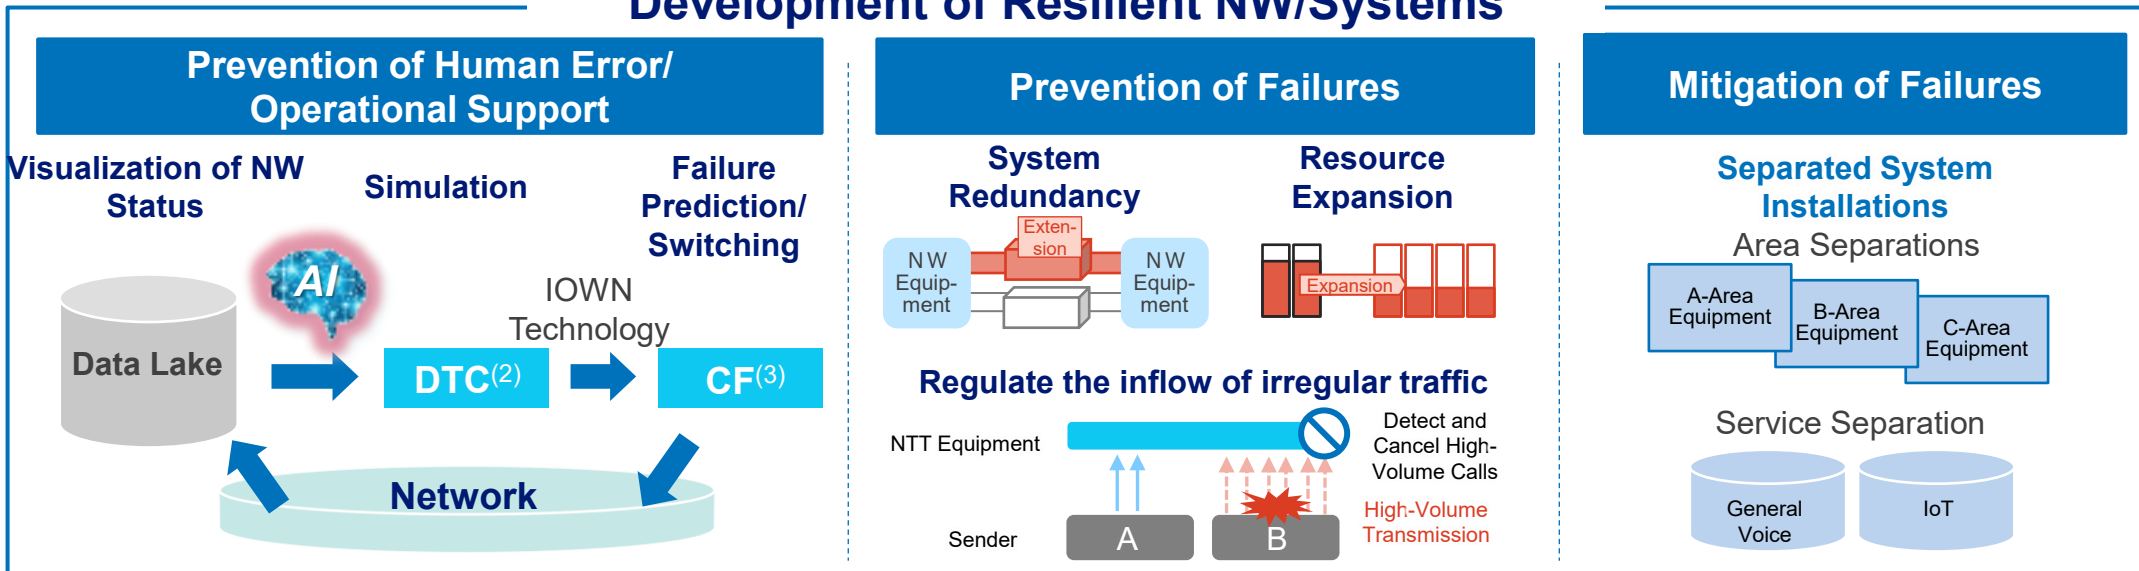 Development of Resilient NW/Systems
Prevention of Human Error/
Operational Support
Visualization of NW
Status
Simulation
Failure
Prediction/
Switching
AI
IOWN
Technology
Data Lake
DTC(2)
CF(3)
Network
Prevention of Failures
System
Redundancy
Resource
Expansion
Exten-
sion
NW
Equip-
ment
NW
Equip-
ment
Expansion
Regulate the inflow of irregular traffic
NTT Equipment
Detect and
Cancel High-
Volume Calls
High-Volume
Transmission
Sender
A
B
Mitigation of Failures
Separated System
Installations
Area Separations
A-Area
Equipment
B-Area
Equipment
C-Area
Equipment
Service Separation
General
Voice
IoT